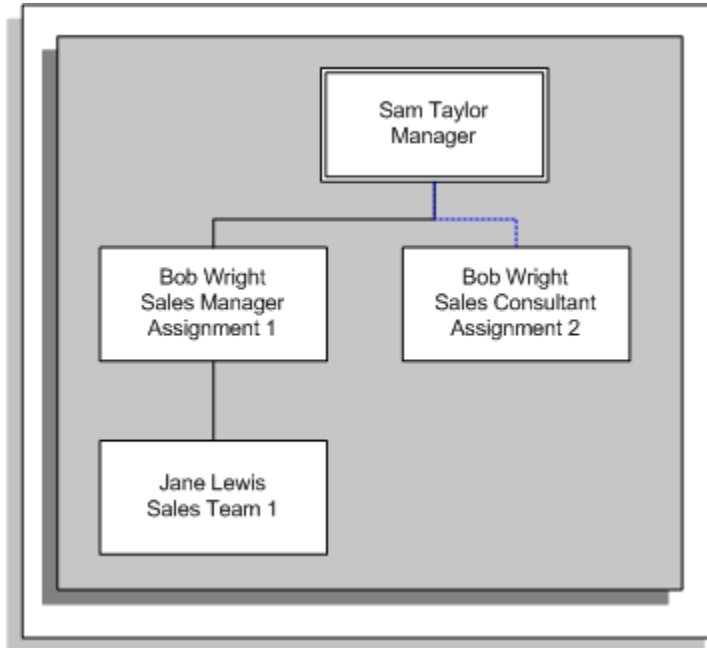 Sam Taylor
Manager
Bob Wright
Sales Manager
Assignment 1
Bob Wright
Sales Consultant
Assignment 2
Jane Lewis
Sales Team 1